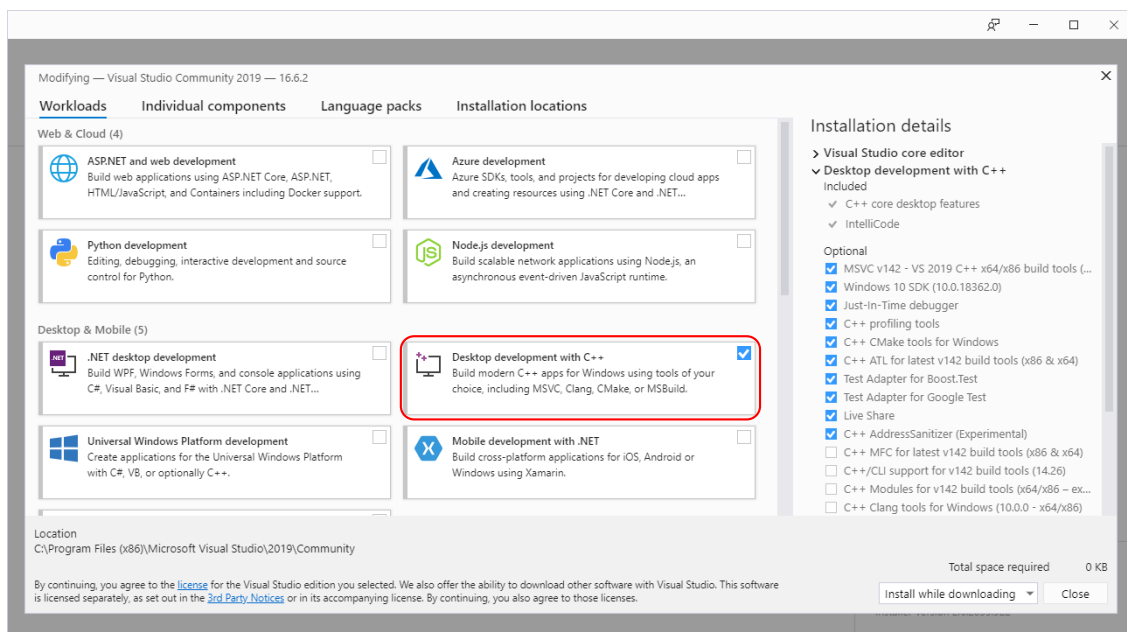 Modifying — Visual Studio Community 2019 — 16.6.2
Workloads
Individual components
Language packs
Installation locations
Web & Cloud (4)
ASP.NET and web development
Build web applications using ASP.NET Core, ASP.NET,
HTML/JavaScript, and Containers including Docker support.
Azure development
Azure SDKs, tools, and projects for developing cloud apps
and creating resources using .NET Core and .NET...
Python development
Editing, debugging, interactive development and source
control for Python.
JS
Node.js development
Build scalable network applications using Node.js, an
asynchronous event-driven JavaScript runtime.
Desktop & Mobile (5)
.NET
.NET desktop development
Build WPF, Windows Forms, and console applications using
C#, Visual Basic, and F# with .NET Core and .NET...
++
Desktop development with C++
Build modern C++ apps for Windows using tools of your
choice, including MSVC, Clang, CMake, or MSBuild.
Universal Windows Platform development
Create applications for the Universal Windows Platform
with C#, VB, or optionally C++.
Mobile development with .NET
Build cross-platform applications for iOS, Android or
Windows using Xamarin.
Installation details
Visual Studio core editor
Desktop development with C++
Included
C++ core desktop features
IntelliCode
Optional
MSVC v142 - VS 2019 C++ x64/x86 build tools (...
Windows 10 SDK (10.0.18362.0)
Just-In-Time debugger
C++ profiling tools
C++ CMake tools for Windows
C++ ATL for latest v142 build tools (x86 & x64)
Test Adapter for Boost.Test
Test Adapter for Google Test
Live Share
C++ AddressSanitizer (Experimental)
C++ MFC for latest v142 build tools (x86 & x64)
C++/CLI support for v142 build tools (14.26)
C++ Modules for v142 build tools (x64/x86 – ex...
C++ Clang tools for Windows (10.0.0 - x64/x86)
Location
C:\Program Files (x86)\Microsoft Visual Studio\2019\Community
By continuing, you agree to the license for the Visual Studio edition you selected. We also offer the ability to download other software with Visual Studio. This software
is licensed separately, as set out in the 3rd Party Notices or in its accompanying license. By continuing, you also agree to those licenses.
Total space required 0 KB
Install while downloading
Close